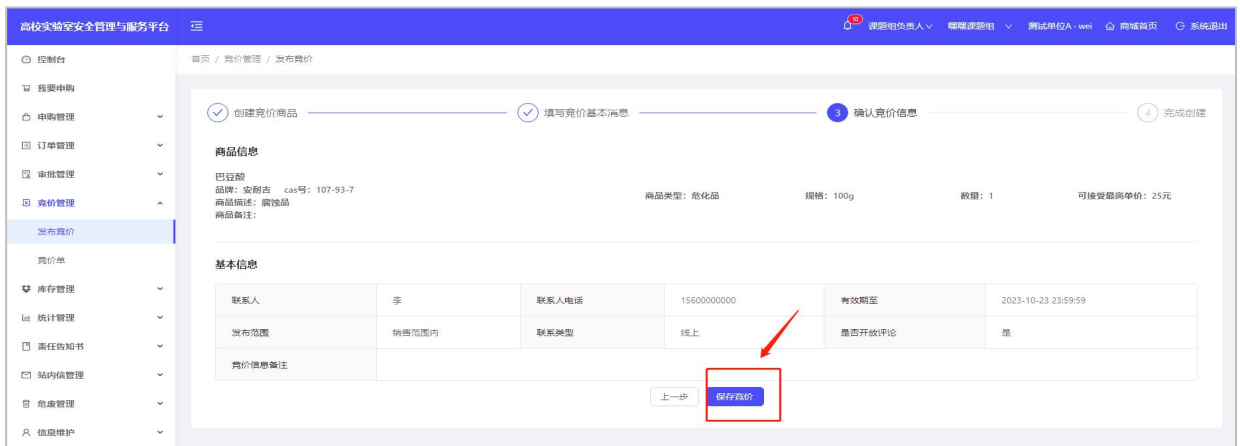 高校实验室安全管理与服务平台
10 课题组负责人 嘿嘿课题组 测试单位A - wei 商城首页 系统退出
控制台
我要申购
申购管理
订单管理
审批管理
竞价管理
发布竞价
竞价单
库存管理
统计管理
责任告知书
站内信管理
危废管理
信息维护
首页 / 竞价管理 / 发布竞价
创建竞价商品 填写竞价基本消息 3 确认竞价信息 4 完成创建
商品信息
巴豆酸
品牌：安耐吉 cas号：107-93-7
商品描述：腐蚀品
商品备注：
商品类型：危化品 规格：100g 数量：1 可接受最高单价：25元
基本信息
联系人 李 联系人电话 15600000000 有效期至 2023-10-23 23:59:59
发布范围 销售范围内 联系类型 线上 是否开放评论 是
竞价信息备注
上一步 保存竞价